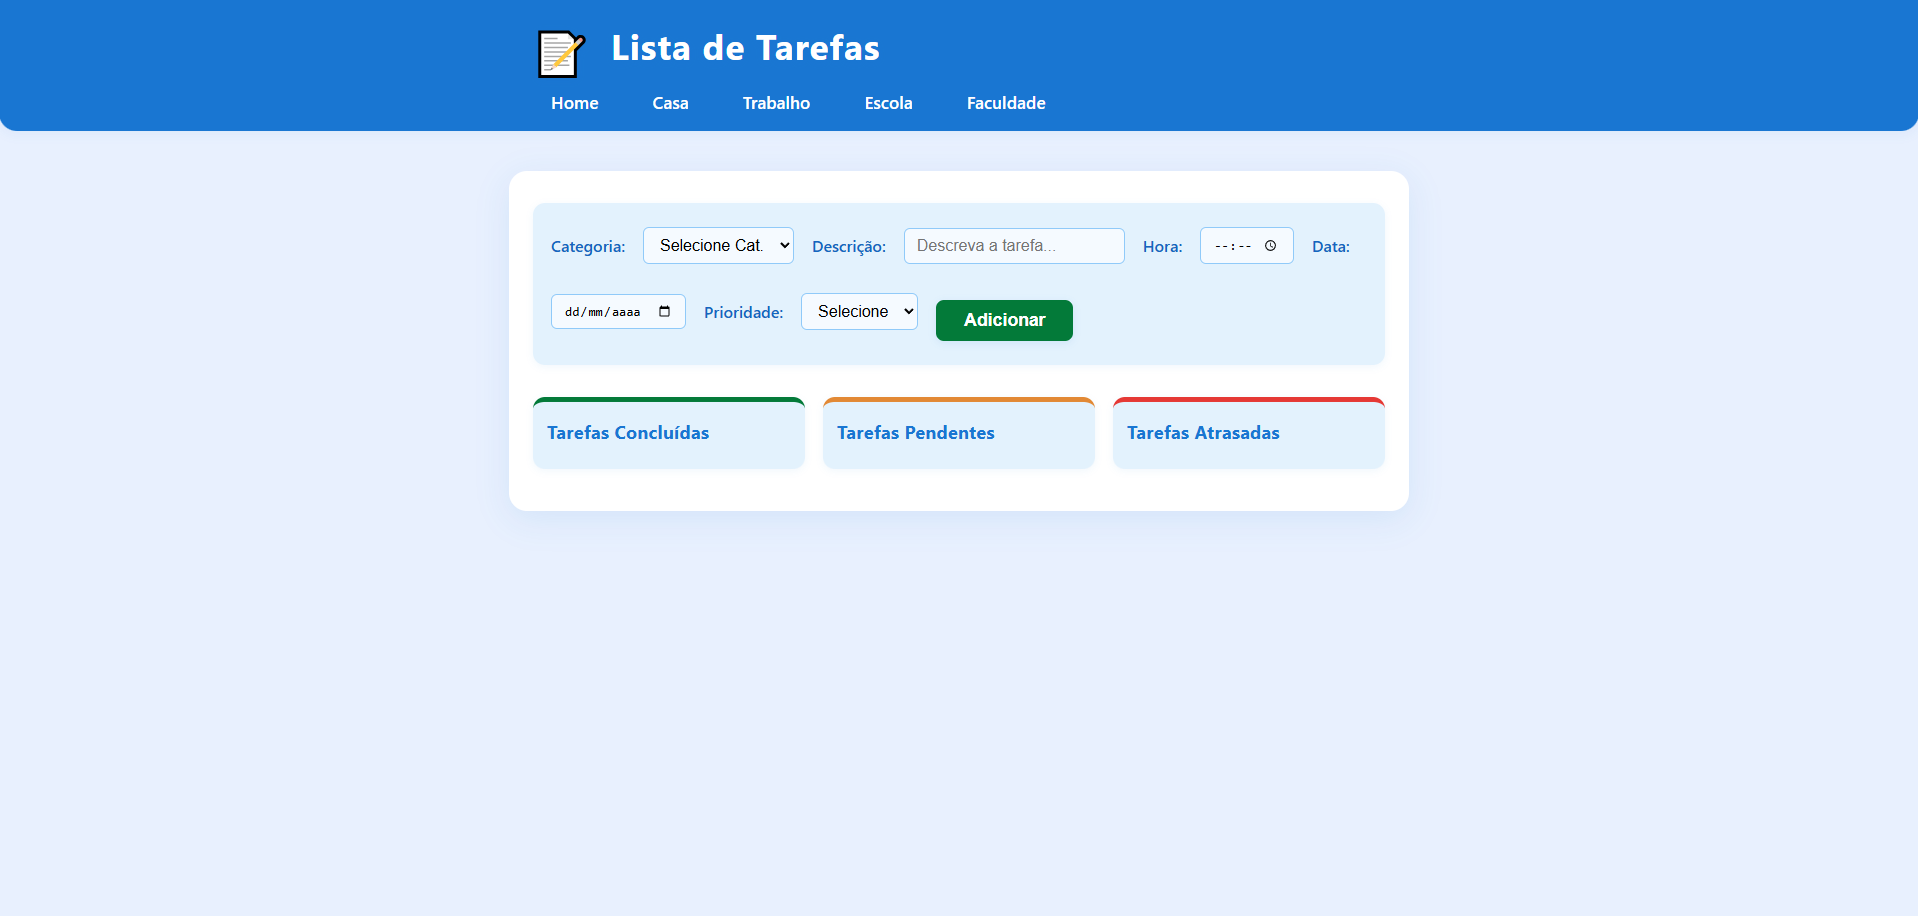 Lista de Tarefas
Home Casa Trabalho Escola Faculdade
Categoria: Selecione Cat. Descrição: Descreva a tarefa... Hora: --:-- Data:
dd/mm/aaaa Prioridade: Selecione Adicionar
Tarefas Concluídas Tarefas Pendentes Tarefas Atrasadas